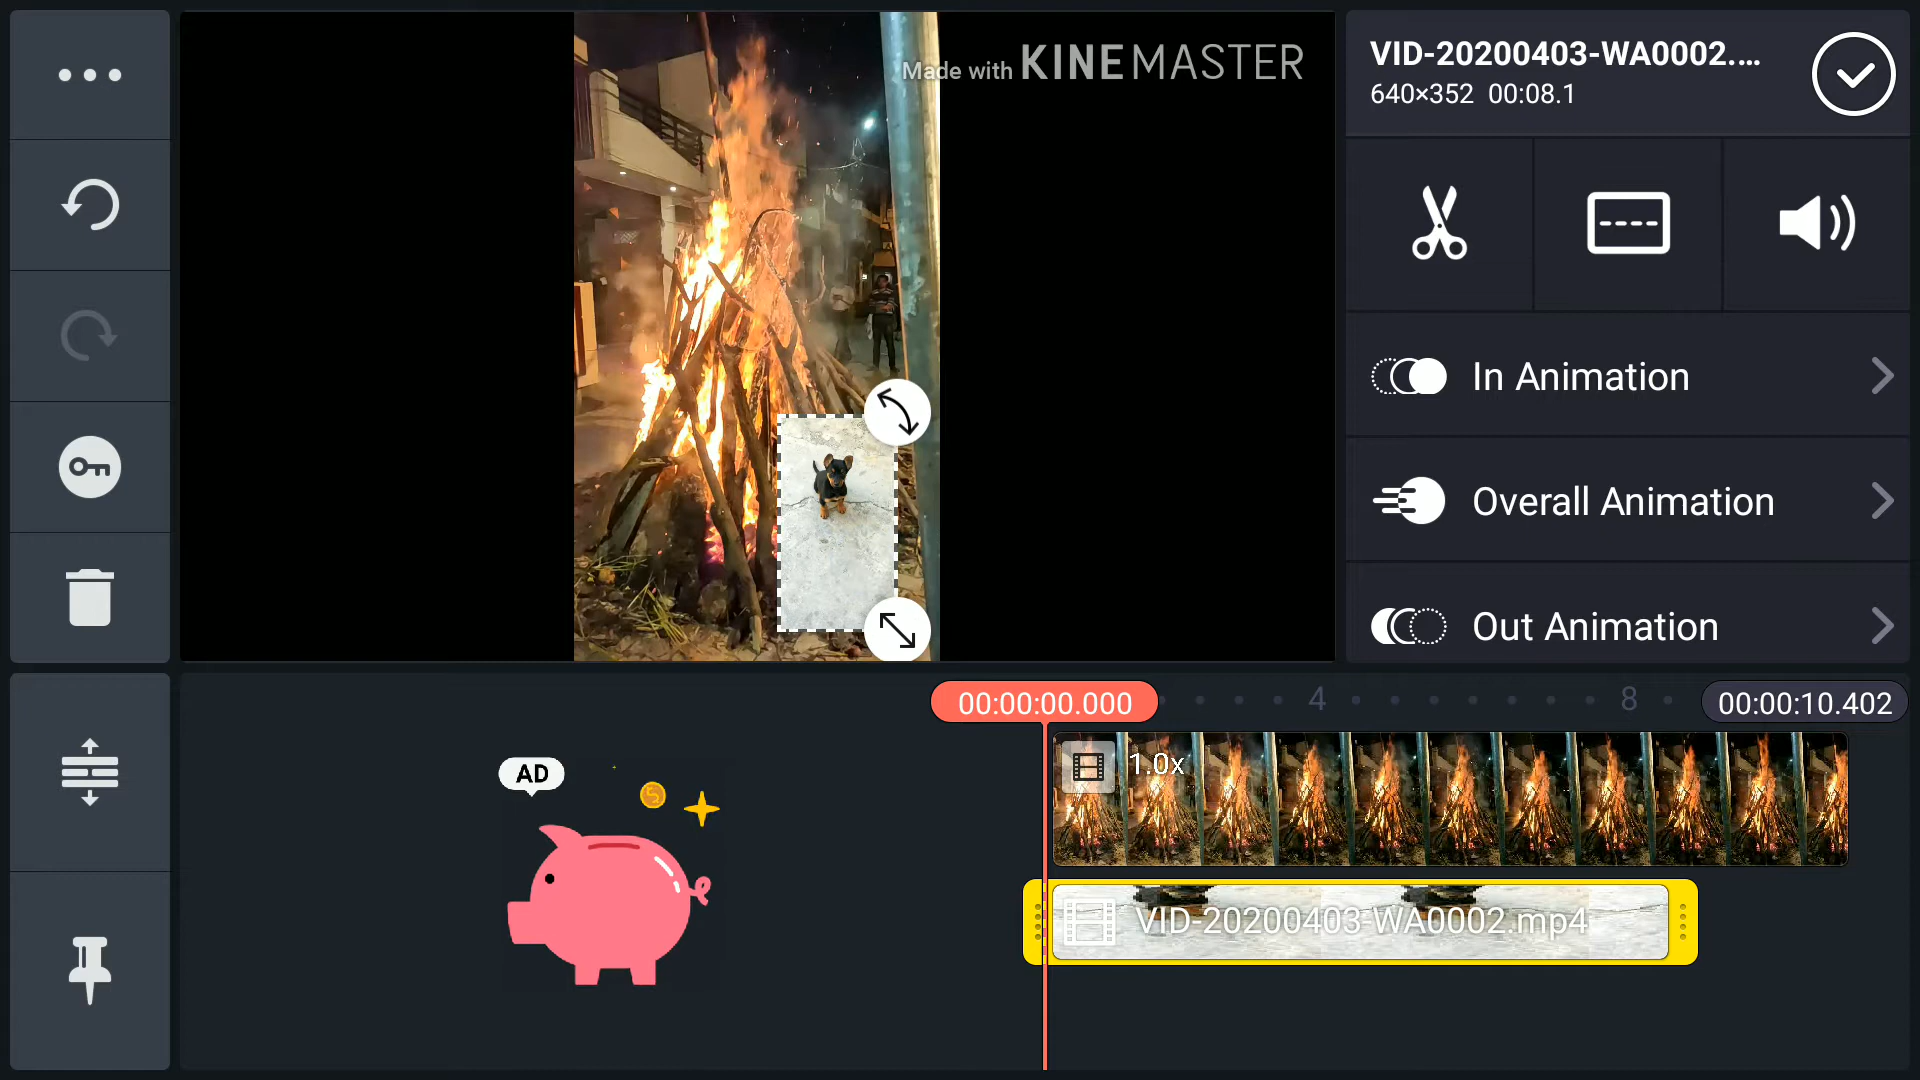 Made with KINEMASTER
VID-20200403-WA0002....
640×352 00:08.1
In Animation
Overall Animation
Out Animation
00:00:00.000
4
8
00:00:10.402
AD
1.0x
VID-20200403-WA0002.mp4